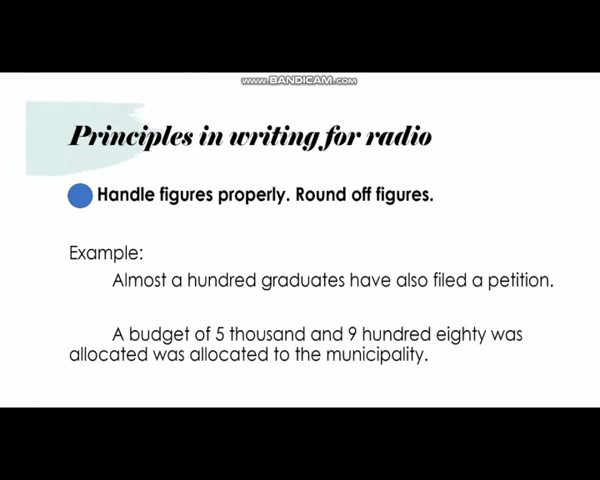 www.BANDICAM.com
Principles in writing for radio
Handle figures properly. Round off figures.
Example:
Almost a hundred graduates have also filed a petition.
A budget of 5 thousand and 9 hundred eighty was
allocated was allocated to the municipality.